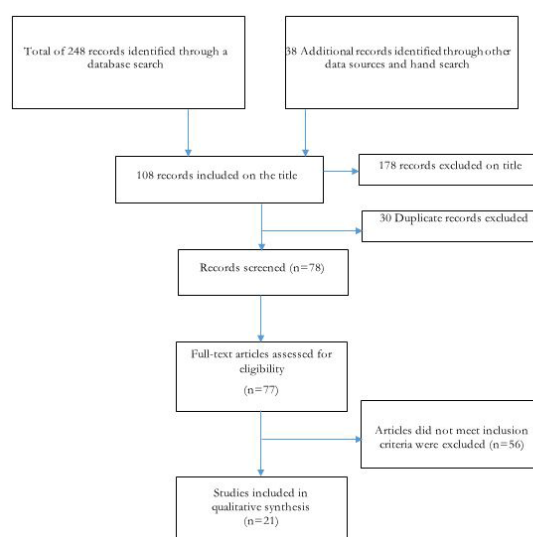 Total of 248 records identified through a
database search
38 Additional records identified through other
data sources and hand search
108 records included on the title
178 records excluded on title
30 Duplicate records excluded
Records screened (n=78)
Full-text articles assessed for
eligibility
(n=77)
Articles did not meet inclusion
criteria were excluded (n=56)
Studies included in
qualitative synthesis
(n=21)